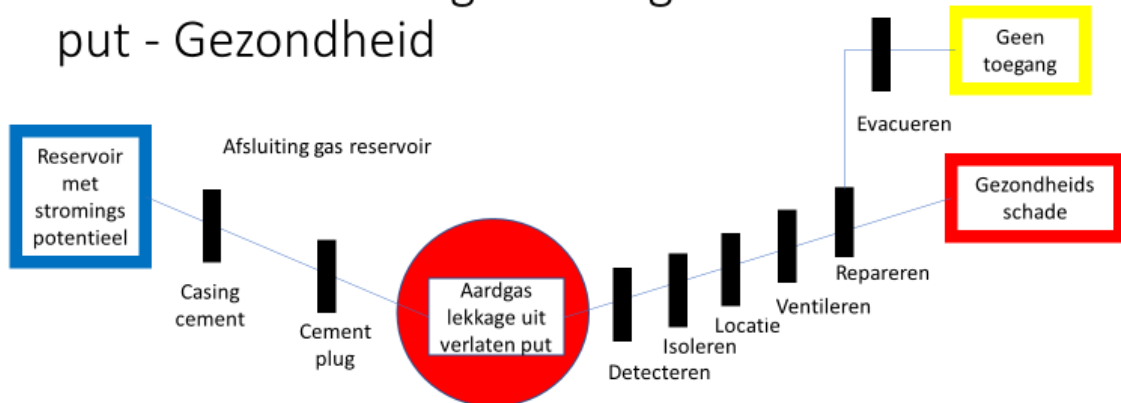 put - Gezondheid
Geen
toegang
Evacueren
Afsluiting gas reservoir
Reservoir
met
stromings
potentieel
Gezondheids
schade
Casing
cement
Cement
plug
Aardgas
lekkage uit
verlaten put
Repareren
Ventileren
Locatie
Isoleren
Detecteren